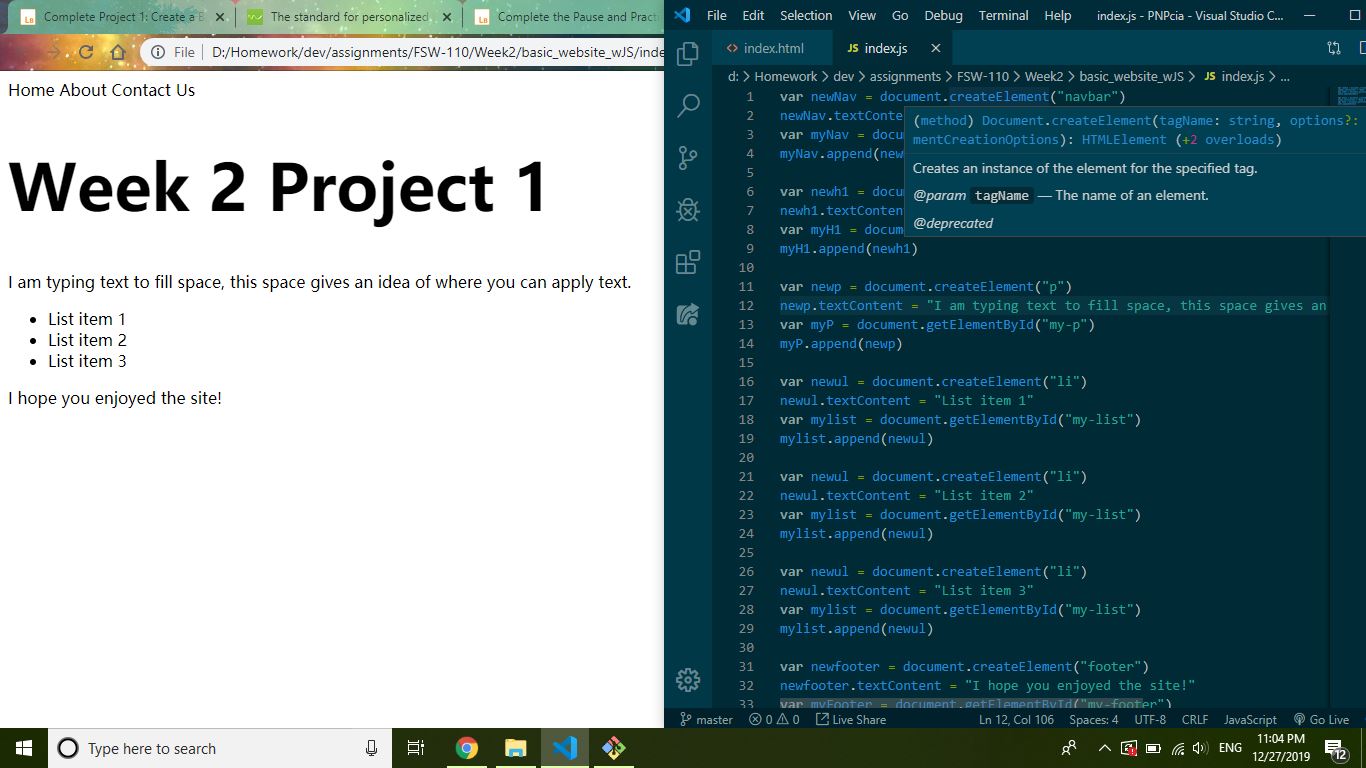 Complete Project 1: Create a B
The standard for personalized
Complete the Pause and Practi
File
D:/Homework/dev/assignments/FSW-110/Week2/basic_website_wJS/inde
Home About Contact Us
Week 2 Project 1
I am typing text to fill space, this space gives an idea of where you can apply text.
List item 1
List item 2
List item 3
I hope you enjoyed the site!
File Edit Selection View Go Debug Terminal Help index.js - PNPcia - Visual Studio C...
<> index.html JS index.js
d: > Homework > dev > assignments > FSW-110 > Week2 > basic_website_wJS > JS index.js > ...
1 var newNav = document.createElement("navbar")
2 newNav.textConte
3 var myNav = docu
4 myNav.append(new
(method) Document.createElement(tagName: string, options?:
mentCreationOptions): HTMLElement (+2 overloads)
Creates an instance of the element for the specified tag.
@param tagName — The name of an element.
@deprecated
5
6 var newh1 = docu
7 newh1.textConten
8 var myH1 = docum
9 myH1.append(newh1)
10
11 var newp = document.createElement("p")
12 newp.textContent = "I am typing text to fill space, this space gives an
13 var myP = document.getElementById("my-p")
14 myP.append(newp)
15
16 var newul = document.createElement("li")
17 newul.textContent = "List item 1"
18 var mylist = document.getElementById("my-list")
19 mylist.append(newul)
20
21 var newul = document.createElement("li")
22 newul.textContent = "List item 2"
23 var mylist = document.getElementById("my-list")
24 mylist.append(newul)
25
26 var newul = document.createElement("li")
27 newul.textContent = "List item 3"
28 var mylist = document.getElementById("my-list")
29 mylist.append(newul)
30
31 var newfooter = document.createElement("footer")
32 newfooter.textContent = "I hope you enjoyed the site!"
33 var myFooter = document.getElementById("my-footer")
master 0 0 Live Share Ln 12, Col 106 Spaces: 4 UTF-8 CRLF JavaScript Go Live
Type here to search
ENG
11:04 PM
12/27/2019
12